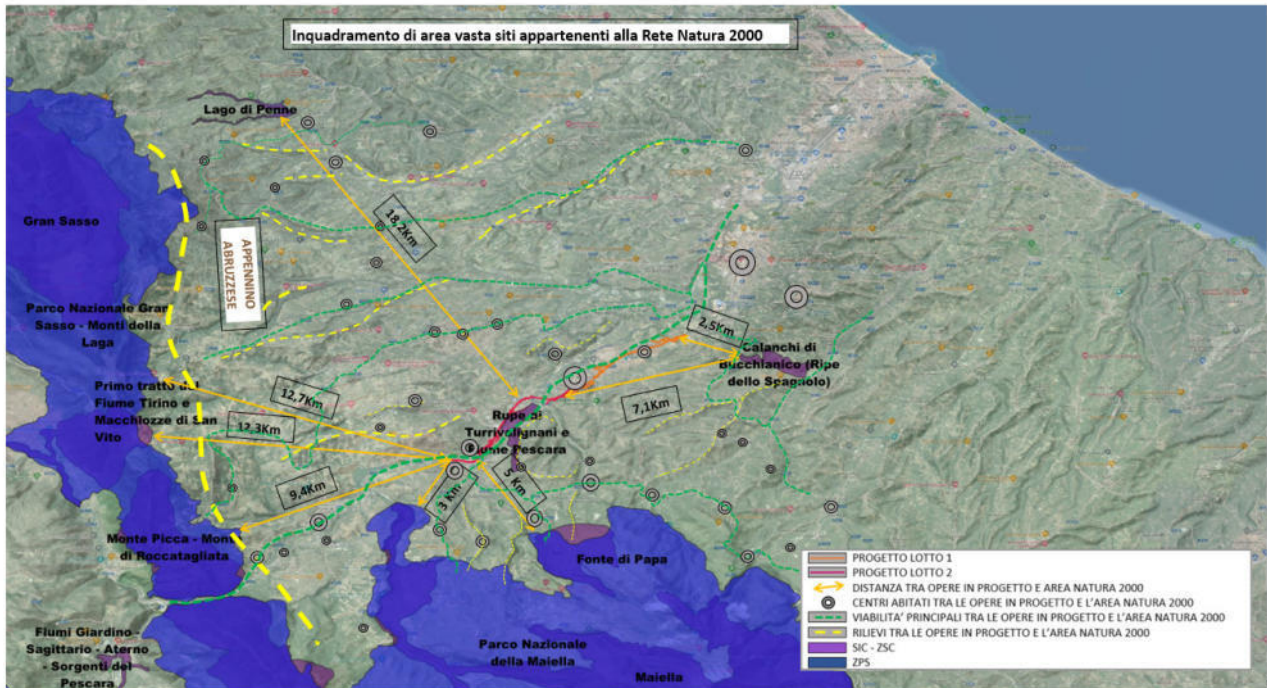 Inquadramento di area vasta siti appartenenti alla Rete Natura 2000
Lago di Penne
Gran Sasso
APPENNINO
ABRUZZESE
18,2Km
Parco Nazionale Gran
Sasso - Monti della
Laga
2,5Km
Calanchi di
Bucchianico (Ripe
dello Spagnolo)
Primo tratto del
Fiume Tirino e
Macchiozze di San
Vito
12,7Km
12,3Km
7,1Km
Rupe di
Turrivalignani e
Fiume Pescara
9,4Km
3 Km
5 Km
Monte Picca - Monte
di Roccatagliata
Fonte di Papa
Fiumi Giardino -
Sagittario - Aterno
- Sorgenti del
Pescara
Parco Nazionale
della Maiella
Maiella
PROGETTO LOTTO 1
PROGETTO LOTTO 2
DISTANZA TRA OPERE IN PROGETTO E AREA NATURA 2000
CENTRI ABITATI TRA LE OPERE IN PROGETTO E L'AREA NATURA 2000
VIABILITA' PRINCIPALI TRA LE OPERE IN PROGETTO E L'AREA NATURA 2000
RILIEVI TRA LE OPERE IN PROGETTO E L'AREA NATURA 2000
SIC - ZSC
ZPS